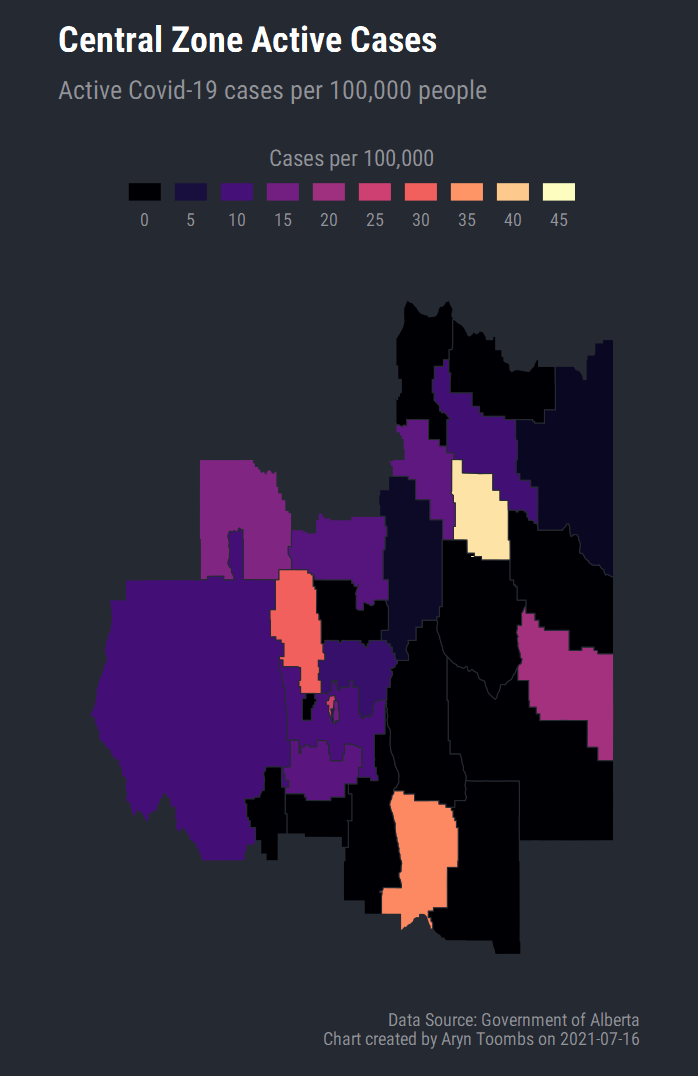 Central Zone Active Cases
Active Covid-19 cases per 100,000 people
Cases per 100,000
0 5 10 15 20 25 30 35 40 45
Data Source: Government of Alberta
Chart created by Aryn Toombs on 2021-07-16